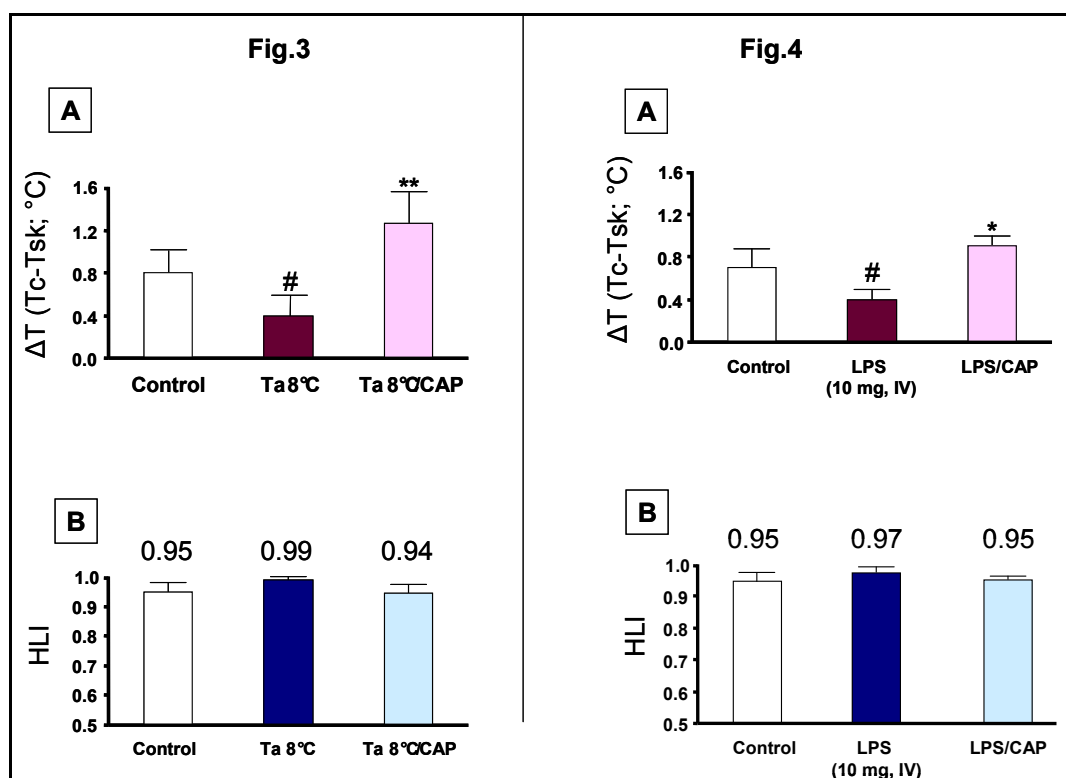 Fig.3
A
ΔT (Tc-Tsk; °C)
1.6
1.2
0.8
0.4
0.0
#
**
Control
Ta 8°C
Ta 8°C/CAP
B
0.95
0.99
0.94
HLI
1.0
0.9
0.8
0.7
0.6
0.5
Control
Ta 8°C
Ta 8°C/CAP
Fig.4
A
ΔT (Tc-Tsk; °C)
1.6
1.2
0.8
0.4
0.0
#
*
Control
LPS
(10 mg, IV)
LPS/CAP
B
0.95
0.97
0.95
HLI
1.0
0.9
0.8
0.7
0.6
0.5
Control
LPS
(10 mg, IV)
LPS/CAP